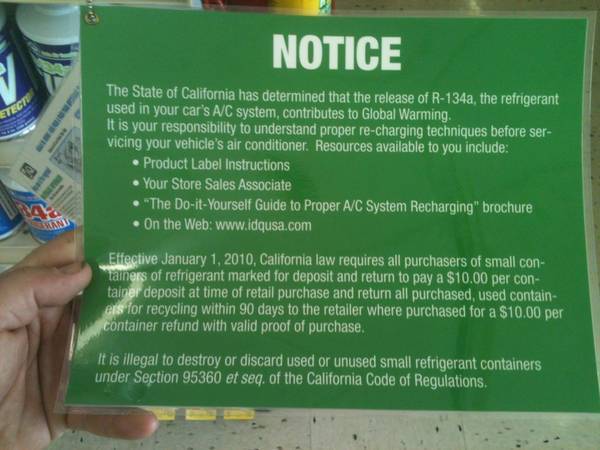 NOTICE
The State of California has determined that the release of R-134a, the refrigerant
used in your car's A/C system, contributes to Global Warming.
It is your responsibility to understand proper re-charging techniques before ser-
vicing your vehicle's air conditioner. Resources available to you include:
• Product Label Instructions
• Your Store Sales Associate
• "The Do-it-Yourself Guide to Proper A/C System Recharging" brochure
• On the Web: www.idqusa.com
Effective January 1, 2010, California law requires all purchasers of small con-
tainers of refrigerant marked for deposit and return to pay a $10.00 per con-
tainer deposit at time of retail purchase and return all purchased, used contain-
ers for recycling within 90 days to the retailer where purchased for a $10.00 per
container refund with valid proof of purchase.
It is illegal to destroy or discard used or unused small refrigerant containers
under Section 95360 et seq. of the California Code of Regulations.